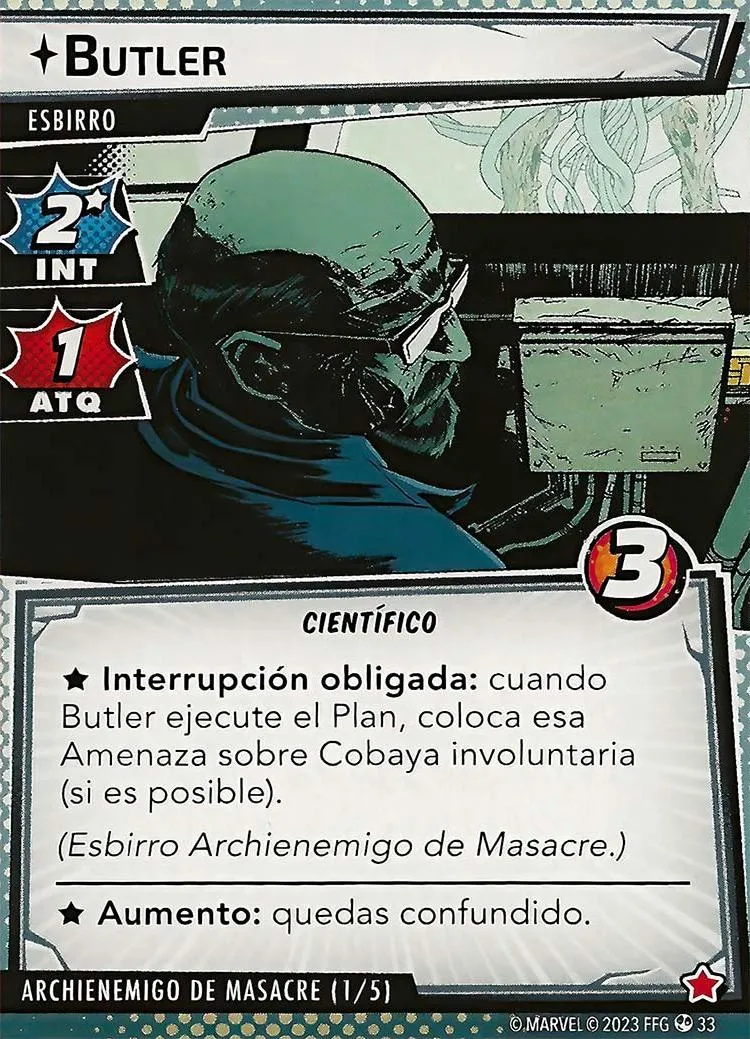 BUTLER
ESBIRRO
2
INT
1
ATQ
3
CIENTÍFICO
Interrupción obligada: cuando
Butler ejecute el Plan, coloca esa
Amenaza sobre Cobaya involuntaria
(si es posible).
(Esbirro Archienemigo de Masacre.)
Aumento: quedas confundido.
ARCHIENEMIGO DE MASACRE (1/5)
©MARVEL © 2023 FFG 33